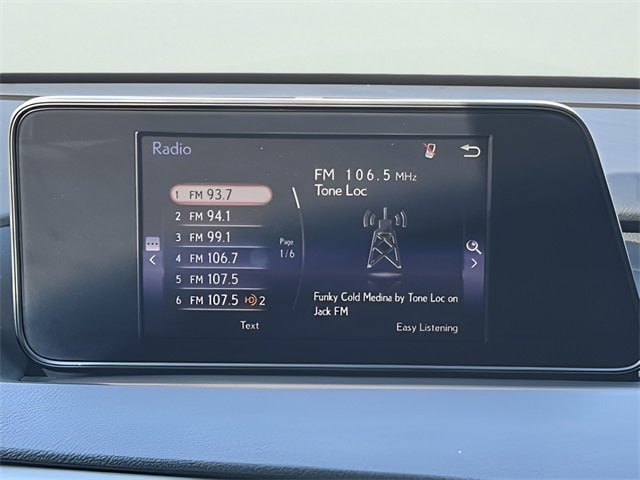 Radio
1 FM 93.7
2 FM 94.1
3 FM 99.1
4 FM 106.7
5 FM 107.5
6 FM 107.5 HD 2
Page
1/6
Text
FM 106.5 MHz
Tone Loc
Funky Cold Medina by Tone Loc on
Jack FM
Easy Listening